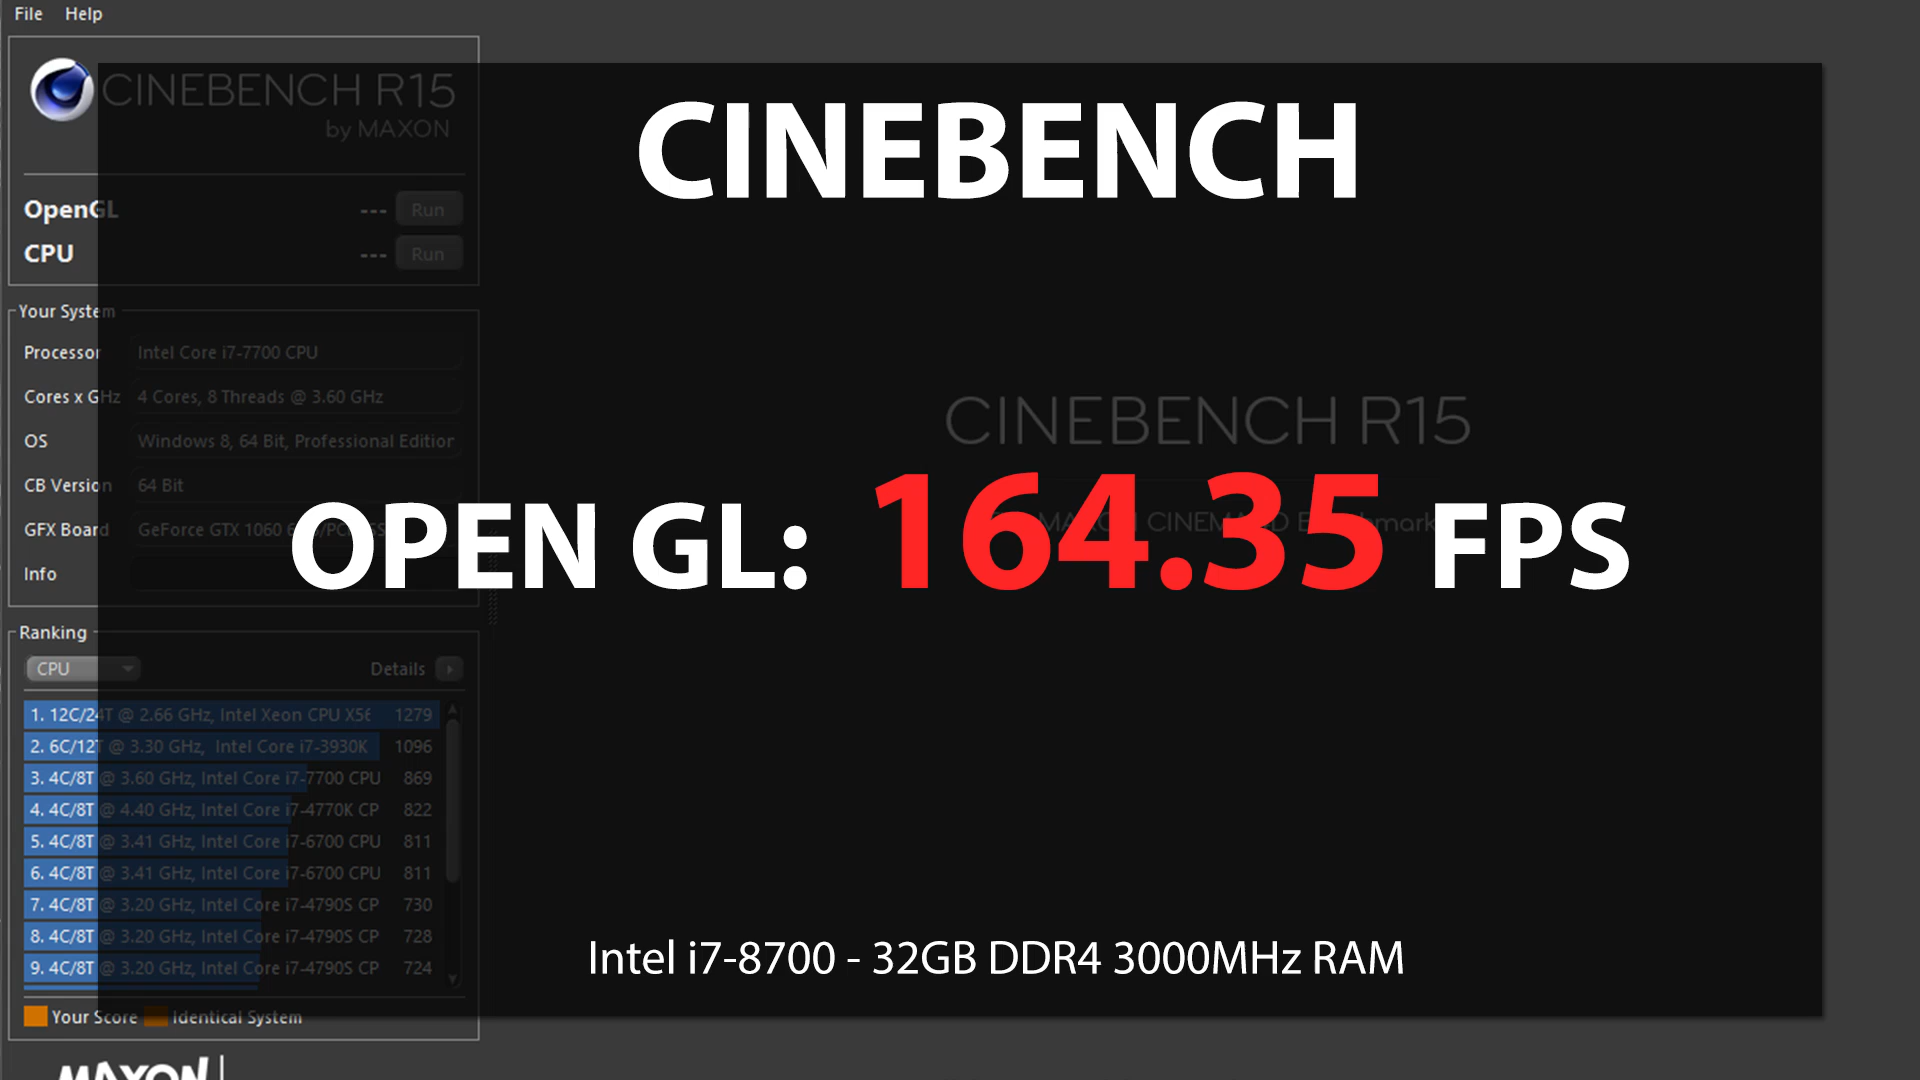 File Help
CINEBENCH R15
by MAXON
OpenGL --- Run
CPU --- Run
Your System
Processor Intel Core i7-7700 CPU
Cores x GHz 4 Cores, 8 Threads @ 3.60 GHz
OS Windows 8, 64 Bit, Professional Edition
CB Version 64 Bit
GFX Board GeForce GTX 1060
Info
Ranking
CPU Details
1. 12C/24T @ 2.66 GHz, Intel Xeon CPU X56 1279
2. 6C/12T @ 3.30 GHz, Intel Core i7-3930K 1096
3. 4C/8T @ 3.60 GHz, Intel Core i7-7700 CPU 869
4. 4C/8T @ 4.40 GHz, Intel Core i7-4770K CP 822
5. 4C/8T @ 3.41 GHz, Intel Core i7-6700 CPU 811
6. 4C/8T @ 3.41 GHz, Intel Core i7-6700 CPU 811
7. 4C/8T @ 3.20 GHz, Intel Core i7-4790S CP 730
8. 4C/8T @ 3.20 GHz, Intel Core i7-4790S CP 728
9. 4C/8T @ 3.20 GHz, Intel Core i7-4790S CP 724
Your Score Identical System
MAXON
CINEBENCH
CINEBENCH R15
OPEN GL: 164.35 FPS
Intel i7-8700 - 32GB DDR4 3000MHz RAM